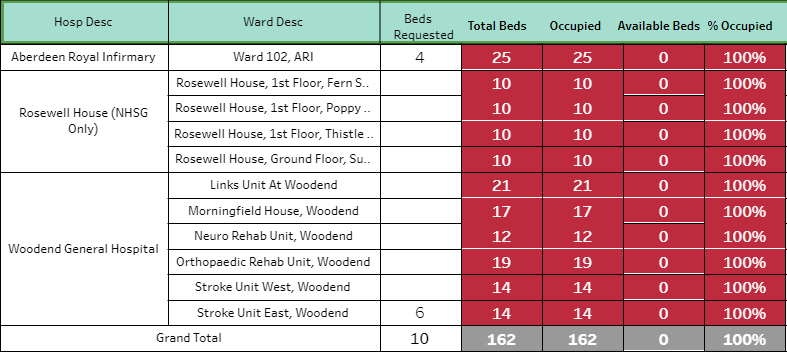 Hosp Desc Ward Desc Beds Requested Total Beds Occupied Available Beds % Occupied
Aberdeen Royal Infirmary Ward 102, ARI 4 25 25 0 100%
Rosewell House (NHSG Only) Rosewell House, 1st Floor, Fern S.. 10 10 0 100%
Rosewell House, 1st Floor, Poppy .. 10 10 0 100%
Rosewell House, 1st Floor, Thistle .. 10 10 0 100%
Rosewell House, Ground Floor, Su.. 10 10 0 100%
Woodend General Hospital Links Unit At Woodend 21 21 0 100%
Morningfield House, Woodend 17 17 0 100%
Neuro Rehab Unit, Woodend 12 12 0 100%
Orthopaedic Rehab Unit, Woodend 19 19 0 100%
Stroke Unit West, Woodend 14 14 0 100%
Stroke Unit East, Woodend 6 14 14 0 100%
Grand Total 10 162 162 0 100%